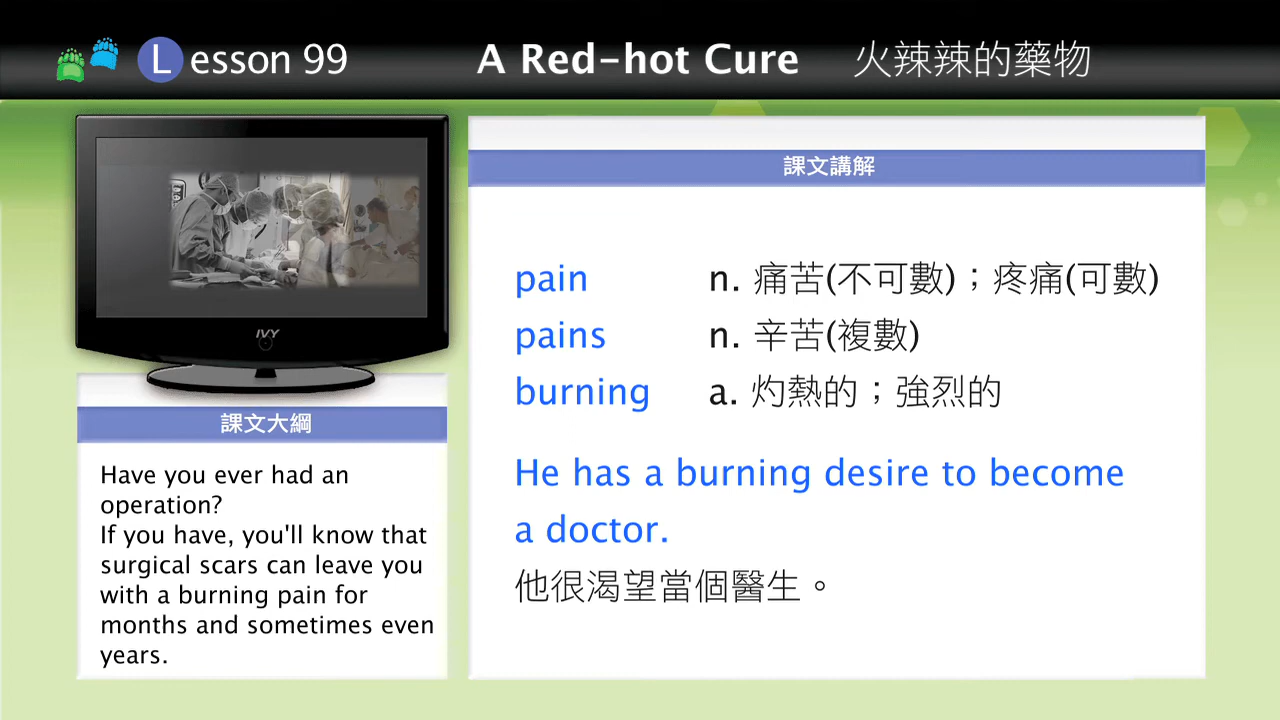 Lesson 99
A Red-hot Cure 火辣辣的藥物
IVY
課文大綱
Have you ever had an
operation?
If you have, you'll know that
surgical scars can leave you
with a burning pain for
months and sometimes even
years.
課文講解
pain n. 痛苦(不可數)；疼痛(可數)
pains n. 辛苦(複數)
burning a. 灼熱的；強烈的
He has a burning desire to become
a doctor.
他很渴望當個醫生。